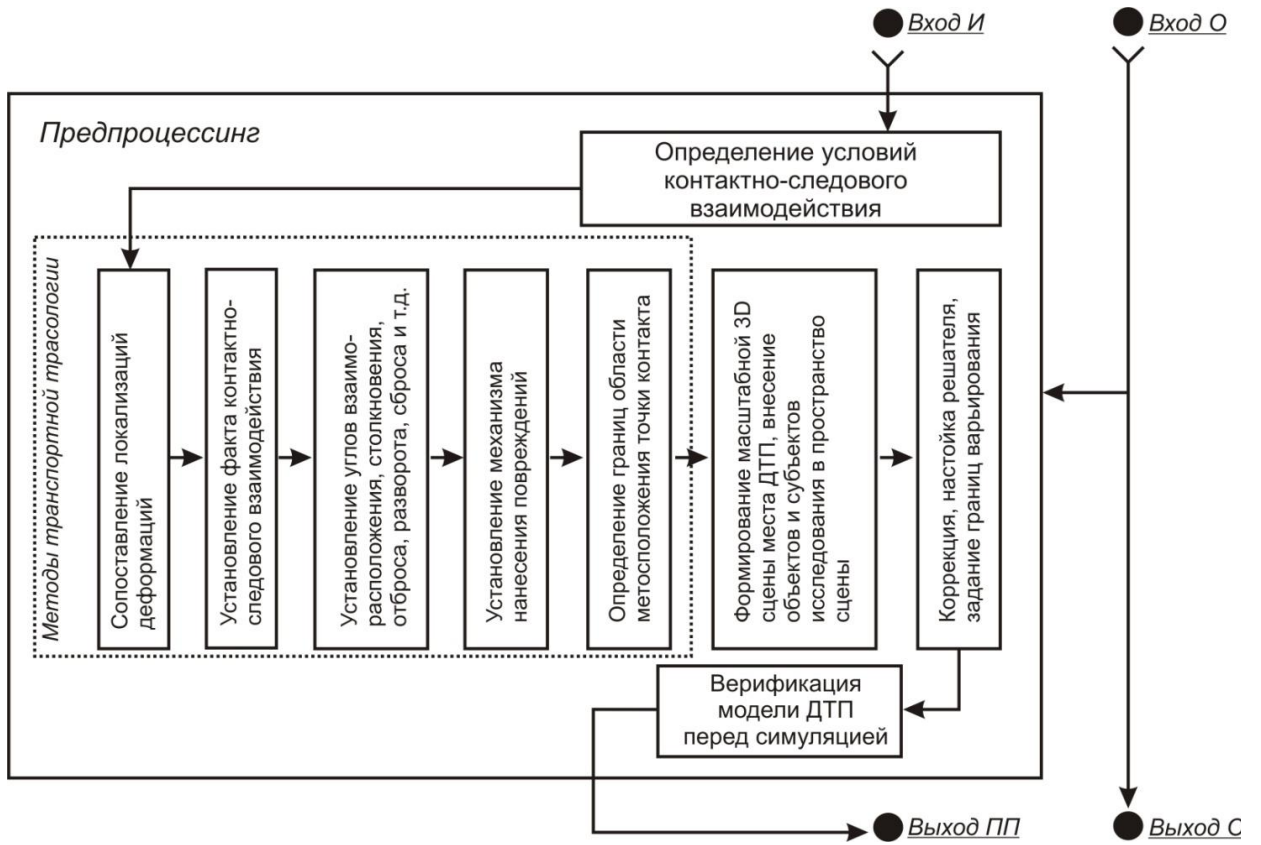 Вход И
Вход О
Предпроцессинг
Определение условий
контактно-следового
взаимодействия
Методы транспортной трасологии
Сопоставление локализаций
деформаций
Установление факта контактно-
следового взаимодействия
Установление углов взаимо-
расположения, столкновения,
отброса, разворота, сброса и т.д.
Установление механизма
нанесения повреждений
Определение границ области
метосположения точки контакта
Формирование масштабной 3D
сцены места ДТП, внесение
объектов и субъектов
исследования в пространство
сцены
Коррекция, настойка решателя,
задание границ варьирования
Верификация
модели ДТП
перед симуляцией
Выход ПП
Выход